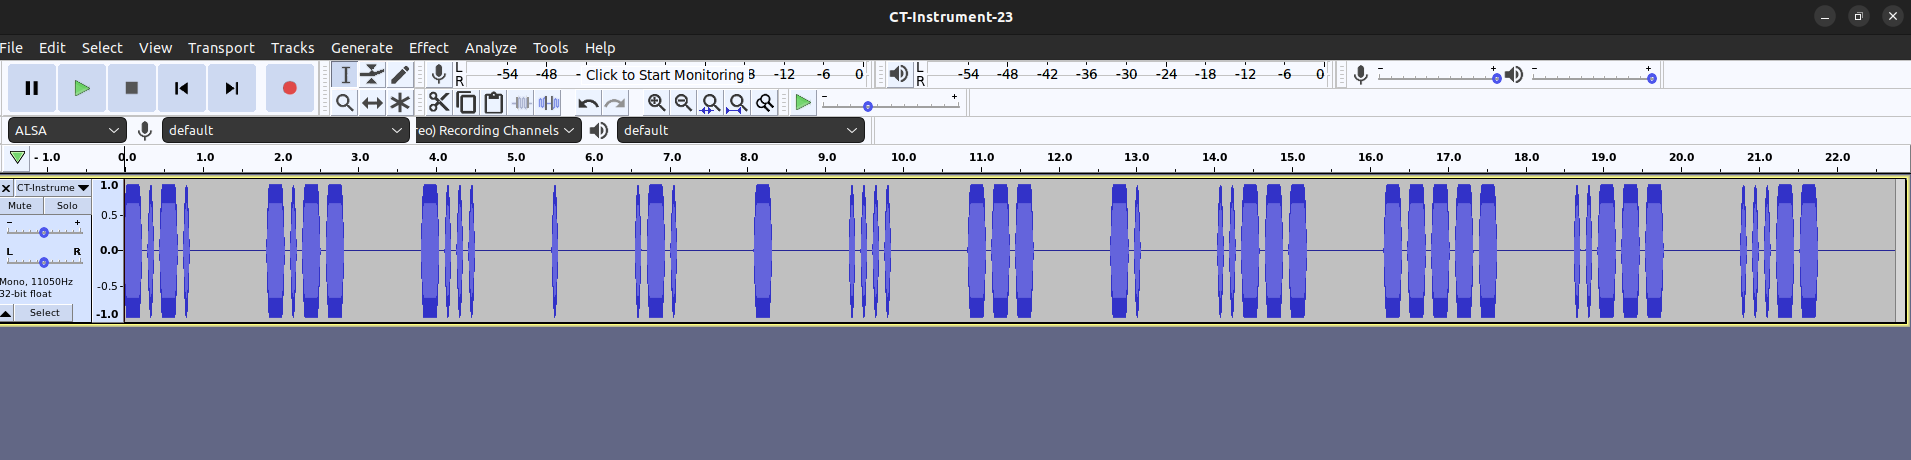 CT-Instrument-23
File Edit Select View Transport Tracks Generate Effect Analyze Tools Help
L
R
-54 -48 - Click to Start Monitoring 8 -12 -6 0
L
R
-54 -48 -42 -36 -30 -24 -18 -12 -6 0
- +
- +
- +
ALSA
default
reo) Recording Channels
default
- 1.0 0.0 1.0 2.0 3.0 4.0 5.0 6.0 7.0 8.0 9.0 10.0 11.0 12.0 13.0 14.0 15.0 16.0 17.0 18.0 19.0 20.0 21.0 22.0
CT-Instrume
Mute Solo
- +
L R
Mono, 11050Hz
32-bit float
Select
1.0
0.5
0.0
-0.5
-1.0